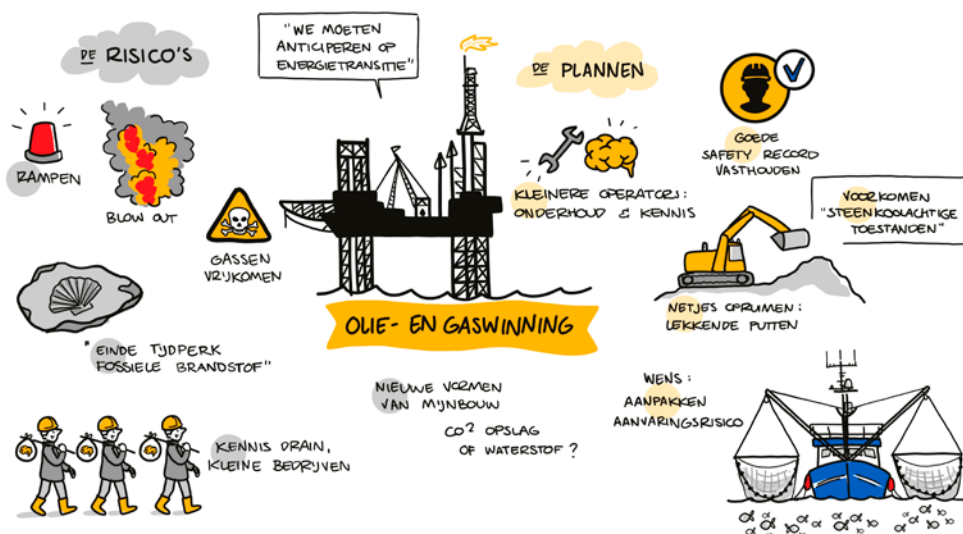 DE RISICO'S
RAMPEN
BLOW OUT
GASSEN
VRIJKOMEN
"EINDE TIJDPERK
FOSSIELE BRANDSTOF"
KENNIS DRAIN,
KLEINE BEDRIJVEN
"WE MOETEN
ANTICIPEREN OP
ENERGIETRANSITIE"
OLIE- EN GASWINNING
NIEUWE VORMEN
VAN MIJNBOUW
CO2 OPSLAG
OF WATERSTOF?
DE PLANNEN
KLEINERE OPERATORS:
ONDERHOUD & KENNIS
GOEDE
SAFETY RECORD
VASTHOUDEN
VOORKOMEN
"STEENKOOLACHTIGE
TOESTANDEN"
NETJES OPRUIMEN:
LEKKENDE PUTTEN
WENS:
AANPAKKEN
AANVARINGSRISICO